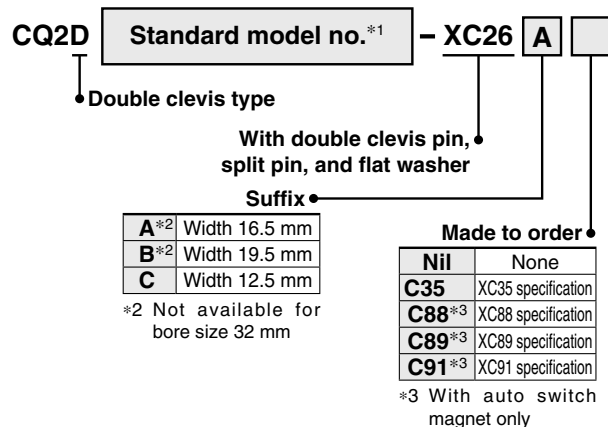 CQ2D Standard model no.*1 – XC26 A
Double clevis type
With double clevis pin,
split pin, and flat washer
Suffix
A*2 Width 16.5 mm
B*2 Width 19.5 mm
C Width 12.5 mm
*2 Not available for
bore size 32 mm
Made to order
Nil None
C35 XC35 specification
C88*3 XC88 specification
C89*3 XC89 specification
C91*3 XC91 specification
*3 With auto switch
magnet only